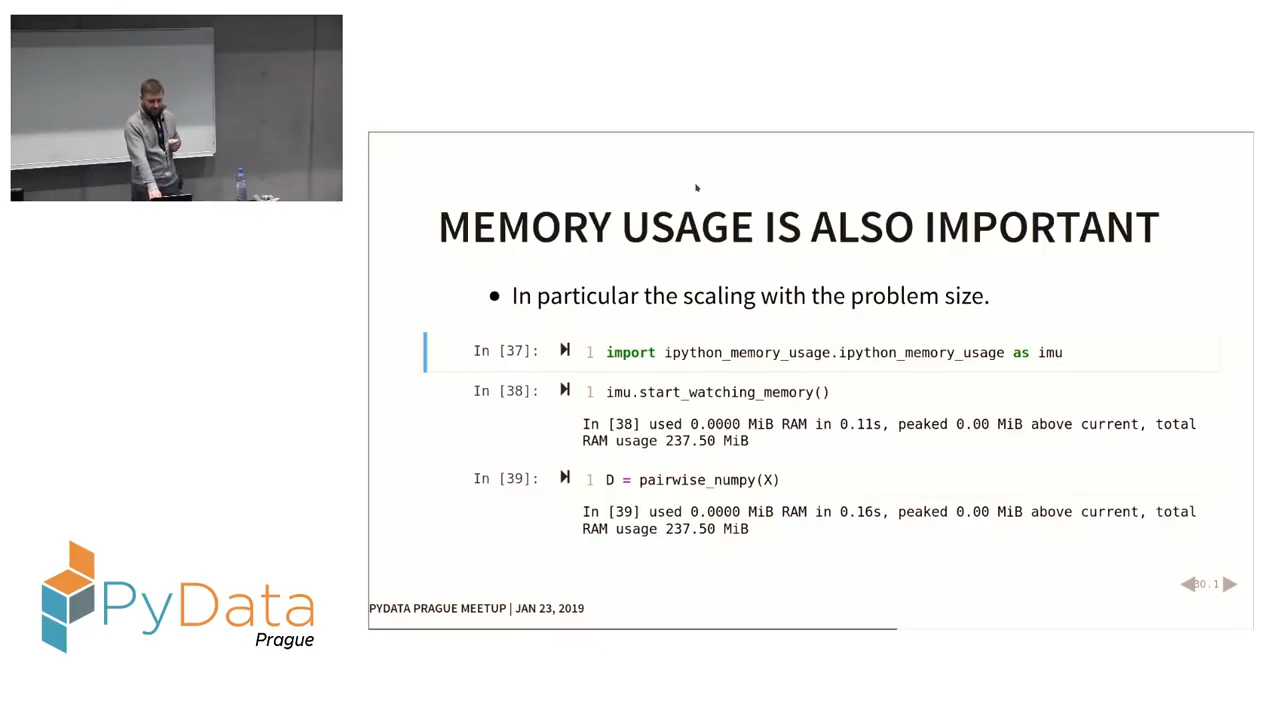 MEMORY USAGE IS ALSO IMPORTANT
• In particular the scaling with the problem size.
In [37]: 1 import ipython_memory_usage.ipython_memory_usage as imu
In [38]: 1 imu.start_watching_memory()
In [38] used 0.0000 MiB RAM in 0.11s, peaked 0.00 MiB above current, total
RAM usage 237.50 MiB
In [39]: 1 D = pairwise_numpy(X)
In [39] used 0.0000 MiB RAM in 0.16s, peaked 0.00 MiB above current, total
RAM usage 237.50 MiB
30.1
PYDATA PRAGUE MEETUP | JAN 23, 2019
PyData
Prague